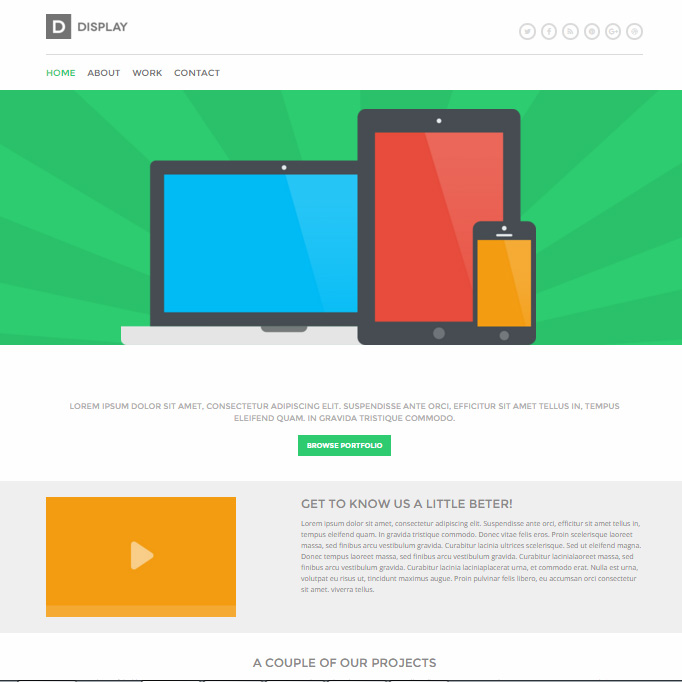 D DISPLAY
HOME ABOUT WORK CONTACT
LOREM IPSUM DOLOR SIT AMET, CONSECTETUR ADIPISCING ELIT. SUSPENDISSE ANTE ORCI, EFFICITUR SIT AMET TELLUS IN, TEMPUS
ELEIFEND QUAM. IN GRAVIDA TRISTIQUE COMMODO.
BROWSE PORTFOLIO
GET TO KNOW US A LITTLE BETER!
Lorem ipsum dolor sit amet, consectetur adipiscing elit. Suspendisse ante orci, efficitur sit amet tellus in,
tempus eleifend quam. In gravida tristique commodo. Donec vitae felis eros. Proin scelerisque laoreet
massa, sed finibus arcu vestibulum gravida. Curabitur lacinia ultrices scelerisque. Sed ut eleifend magna.
Donec tempus laoreet massa, sed finibus arcu vestibulum gravida. Curabitur lacinialaoreet massa, sed
finibus arcu vestibulum gravida. Curabitur lacinia laciniaplacerat urna, et commodo erat. Nulla est urna,
volutpat eu risus ut, tincidunt maximus augue. Proin pulvinar felis libero, eu accumsan orci consectetur
sit amet. viverra tellus.
A COUPLE OF OUR PROJECTS